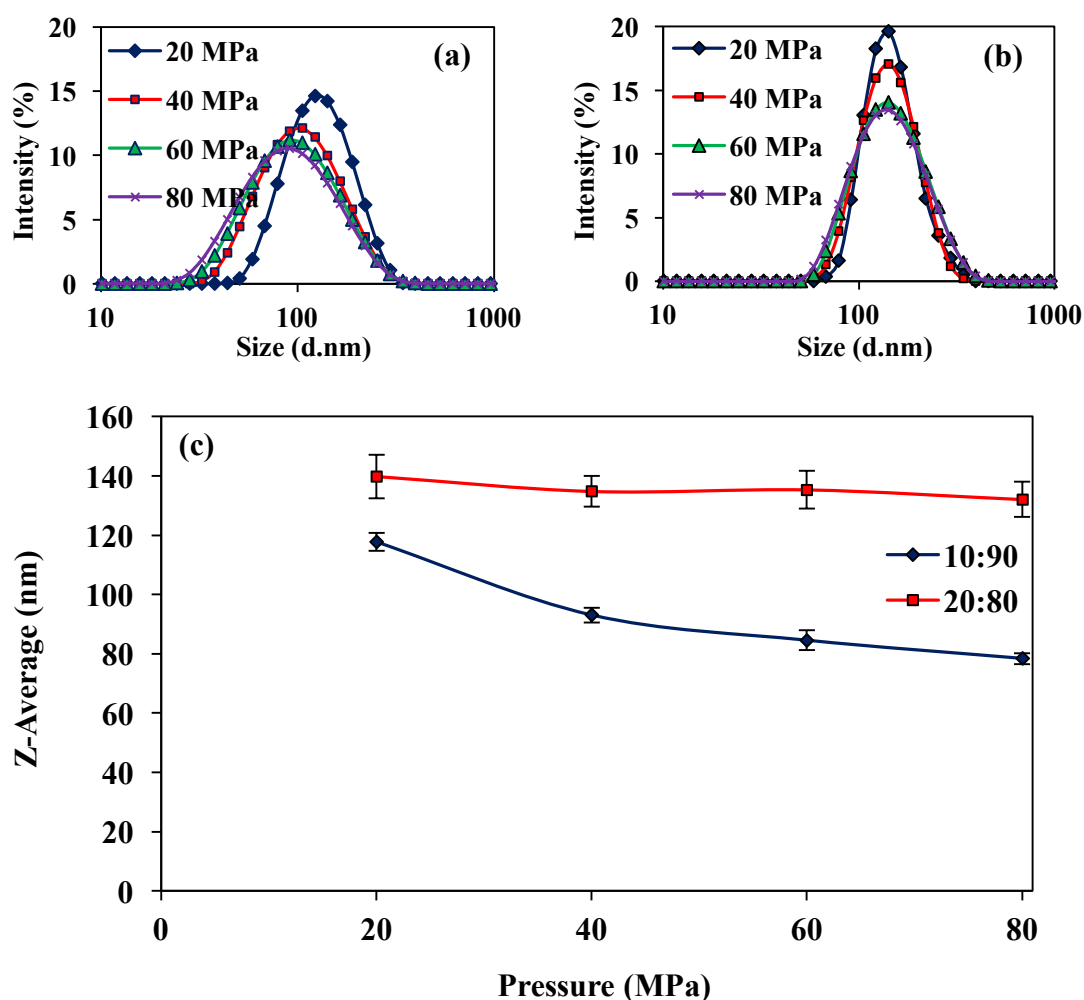 20
15
10
5
0
Intensity (%)
20 MPa
40 MPa
60 MPa
80 MPa
(a)
10
100
1000
Size (d.nm)
20
15
10
5
0
Intensity (%)
20 MPa
40 MPa
60 MPa
80 MPa
(b)
10
100
1000
Size (d.nm)
160
140
120
100
80
60
40
20
0
Z-Average (nm)
(c)
10:90
20:80
0
20
40
60
80
Pressure (MPa)